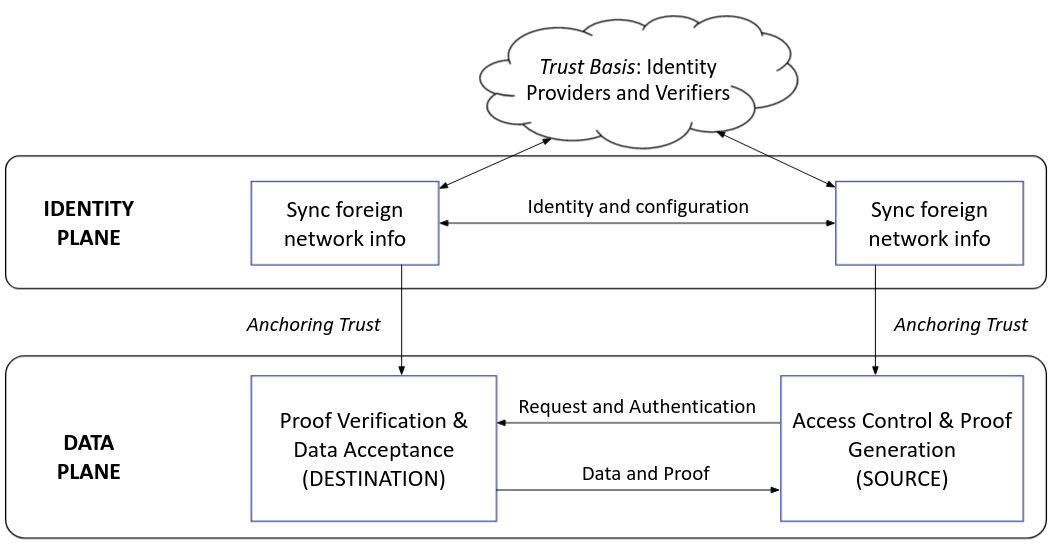 Trust Basis: Identity
Providers and Verifiers
IDENTITY
PLANE
Sync foreign
network info
Identity and configuration
Sync foreign
network info
Anchoring Trust
Anchoring Trust
DATA
PLANE
Proof Verification &
Data Acceptance
(DESTINATION)
Request and Authentication
Data and Proof
Access Control & Proof
Generation
(SOURCE)